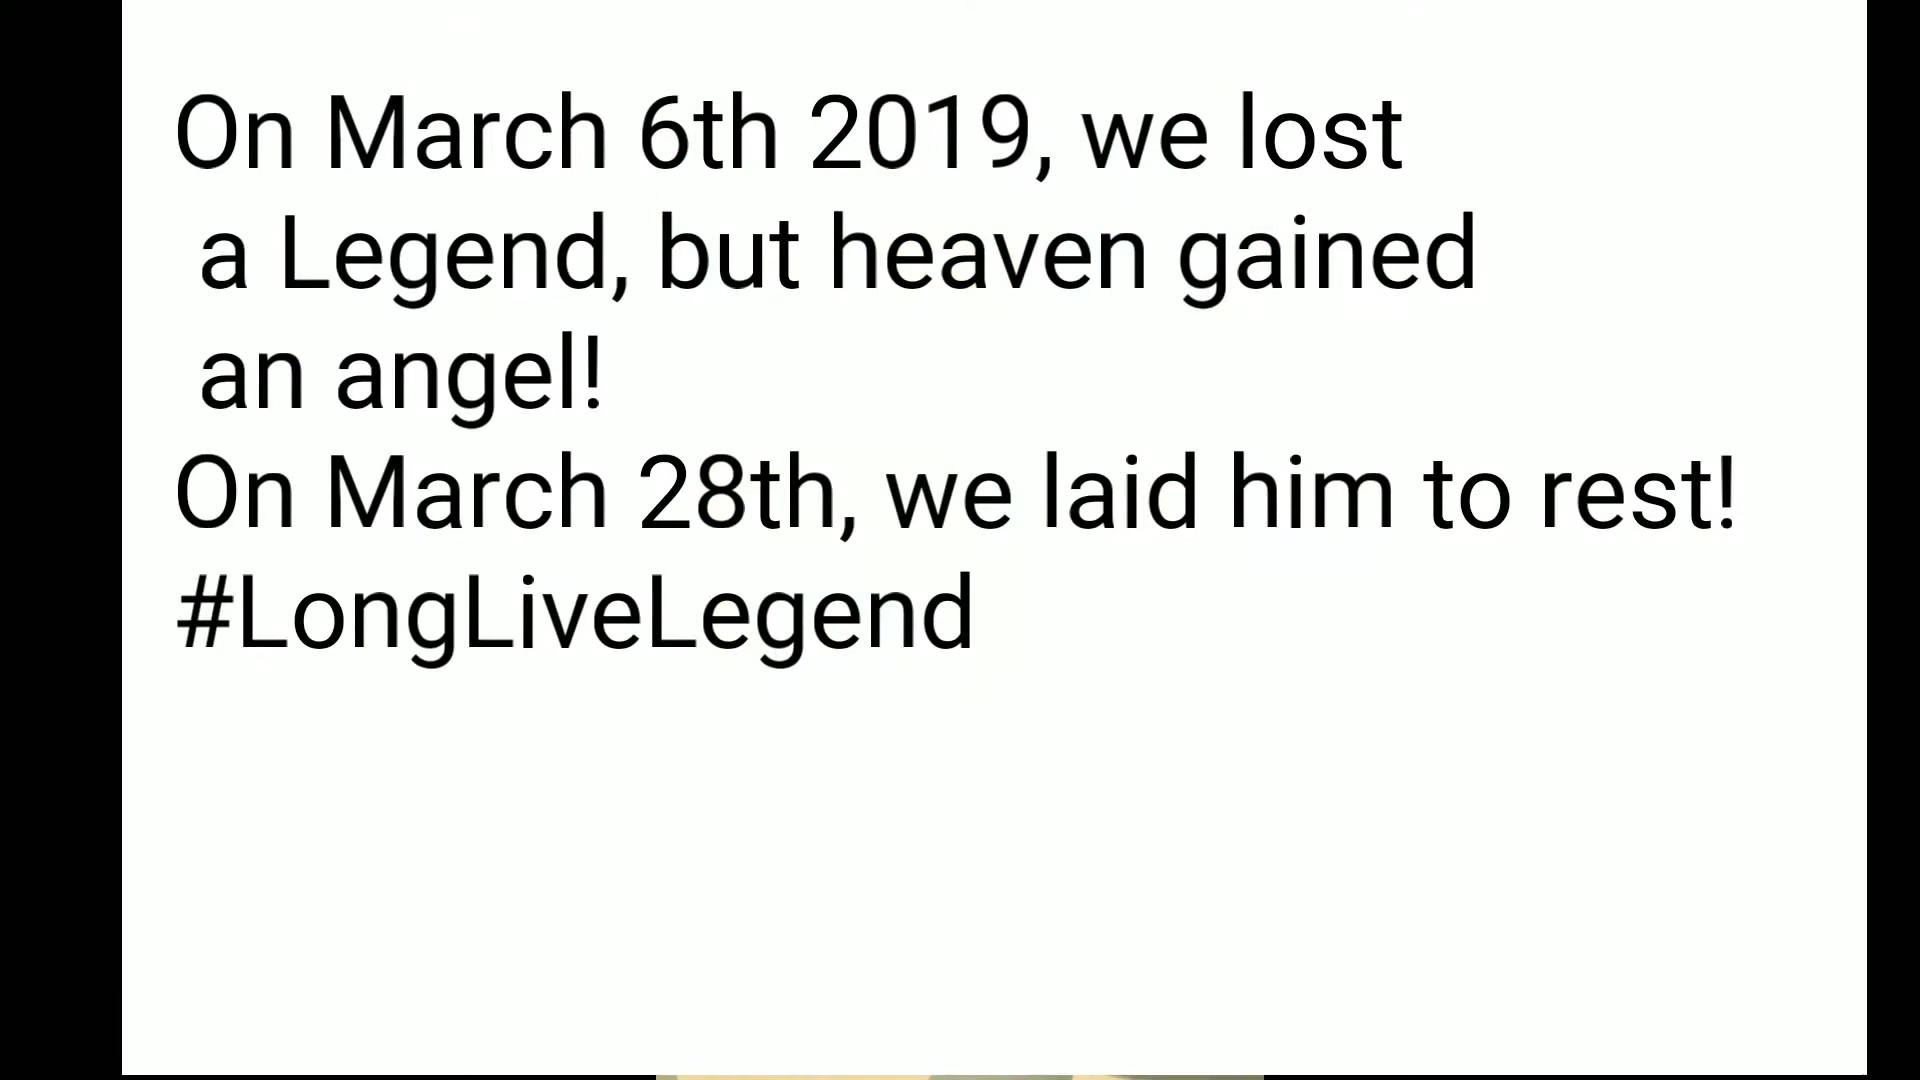 On March 6th 2019, we lost
a Legend, but heaven gained
an angel!
On March 28th, we laid him to rest!
#LongLiveLegend